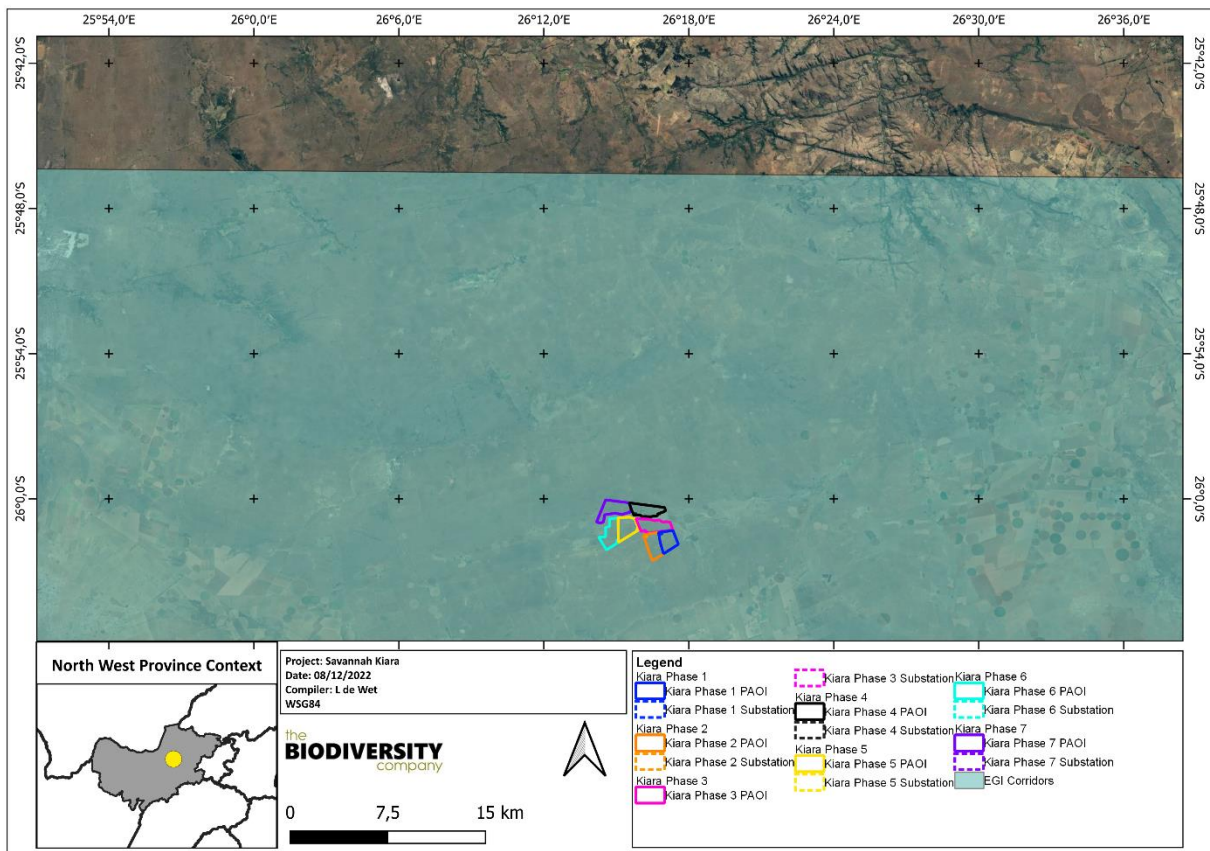 25°54,0'E 26°0,0'E 26°6,0'E 26°12,0'E 26°18,0'E 26°24,0'E 26°30,0'E 26°36,0'E
25°42,0'S 25°42,0'S
25°48,0'S 25°48,0'S
25°54,0'S 25°54,0'S
26°0,0'S 26°0,0'S
North West Province Context
Project: Savannah Kiara
Date: 08/12/2022
Compiler: L de Wet
WSG84
the
BIODIVERSITY
company
0 7,5 15 km
Legend
Kiara Phase 1
Kiara Phase 1 PAOI
Kiara Phase 1 Substation
Kiara Phase 2
Kiara Phase 2 PAOI
Kiara Phase 2 Substation
Kiara Phase 3
Kiara Phase 3 PAOI
Kiara Phase 3 Substation
Kiara Phase 4
Kiara Phase 4 PAOI
Kiara Phase 4 Substation
Kiara Phase 5
Kiara Phase 5 PAOI
Kiara Phase 5 Substation
Kiara Phase 6
Kiara Phase 6 PAOI
Kiara Phase 6 Substation
Kiara Phase 7
Kiara Phase 7 PAOI
Kiara Phase 7 Substation
EGI Corridors